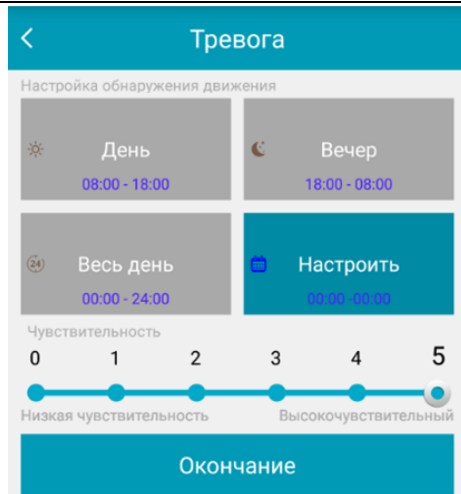 Тревога
Настройка обнаружения движения
День
08:00 - 18:00
Вечер
18:00 - 08:00
24
Весь день
00:00 - 24:00
Настроить
00:00 -00:00
Чувствительность
0 1 2 3 4 5
Низкая чувствительность Высокочувствительный
Окончание